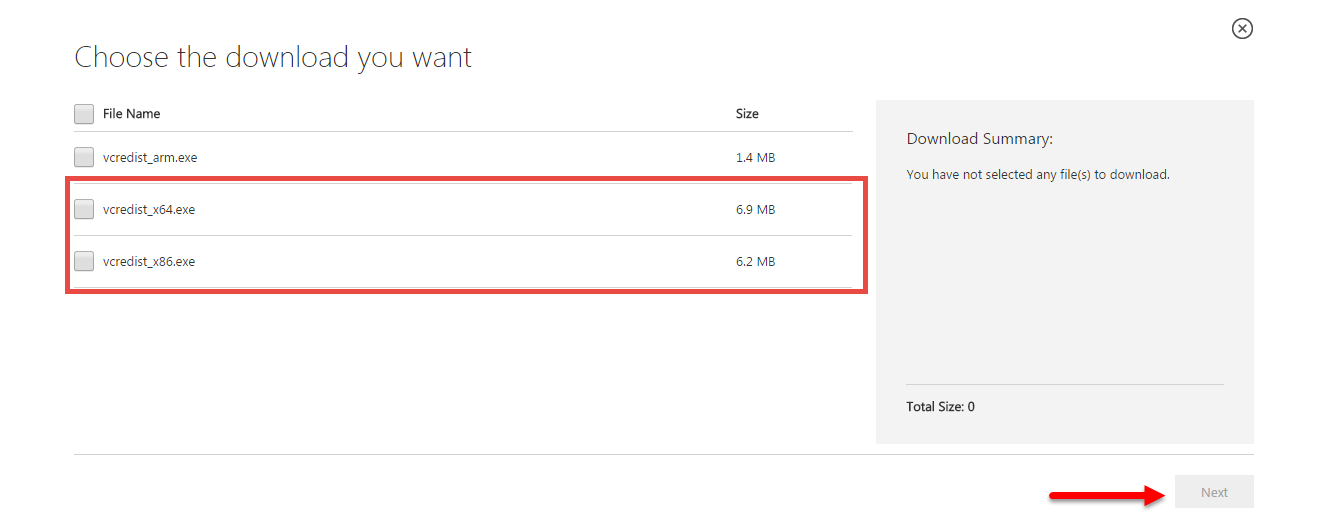 Choose the download you want
File Name Size
vcredist_arm.exe 1.4 MB
vcredist_x64.exe 6.9 MB
vcredist_x86.exe 6.2 MB
Download Summary:
You have not selected any file(s) to download.
Total Size: 0
Next